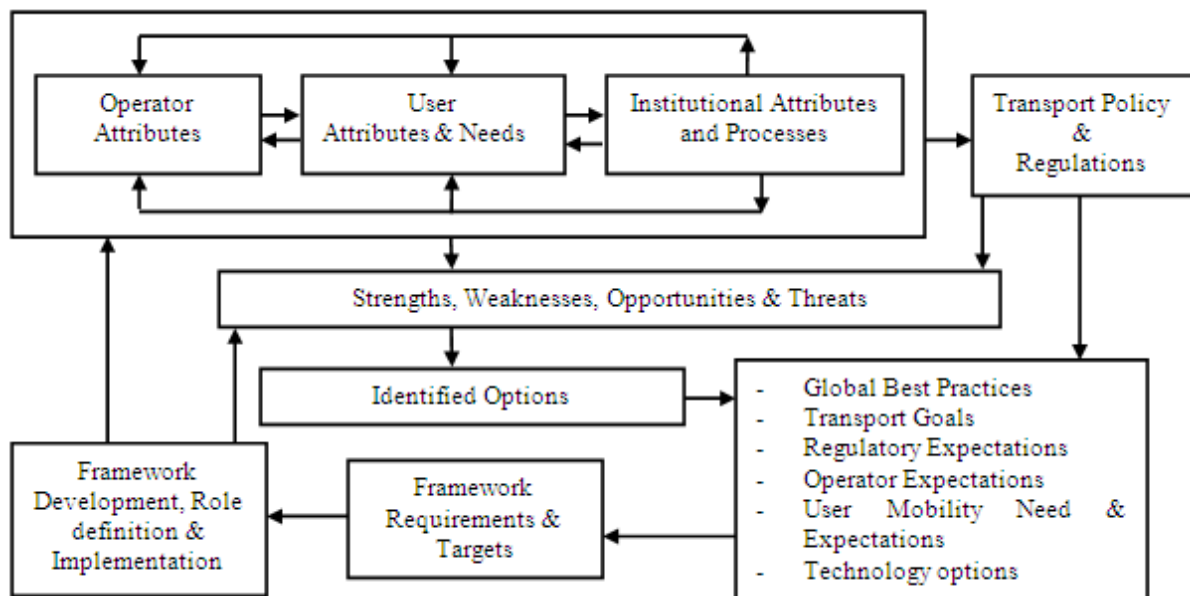 Operator
Attributes
User
Attributes & Needs
Institutional Attributes
and Processes
Transport Policy
&
Regulations
Strengths, Weaknesses, Opportunities & Threats
Identified Options
- Global Best Practices
- Transport Goals
- Regulatory Expectations
- Operator Expectations
- User Mobility Need &
Expectations
- Technology options
Framework
Requirements &
Targets
Framework
Development, Role
definition &
Implementation